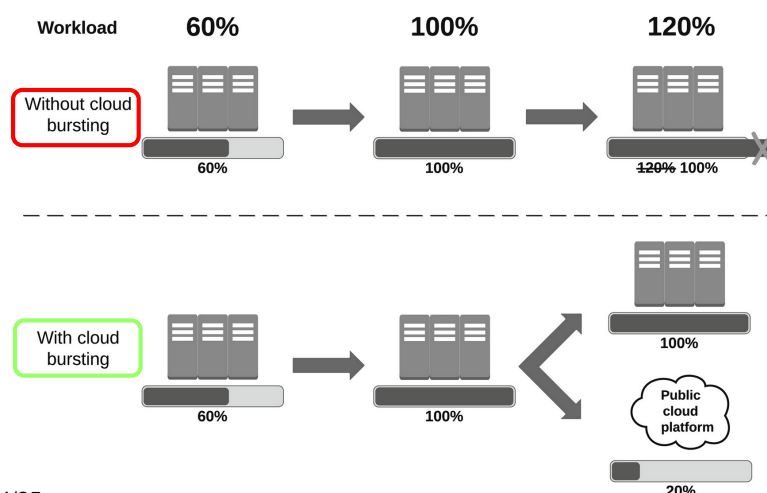 Workload 60% 100% 120%
Without cloud
bursting
60% 100% 120% 100%
100%
With cloud
bursting
Public
cloud
platform
60% 100%
20%